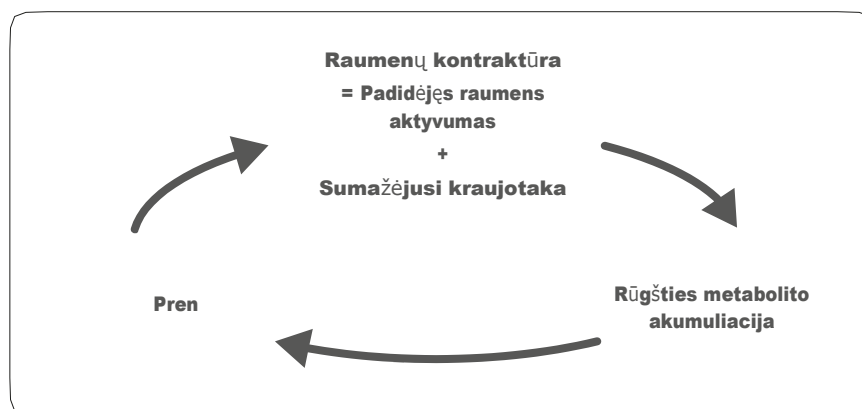 Raumenų kontraktūra
= Padidėjęs raumens
aktyvumas
+
Sumažėjusi kraujotaka
Rūgšties metabolito
akumuliacija
Pren